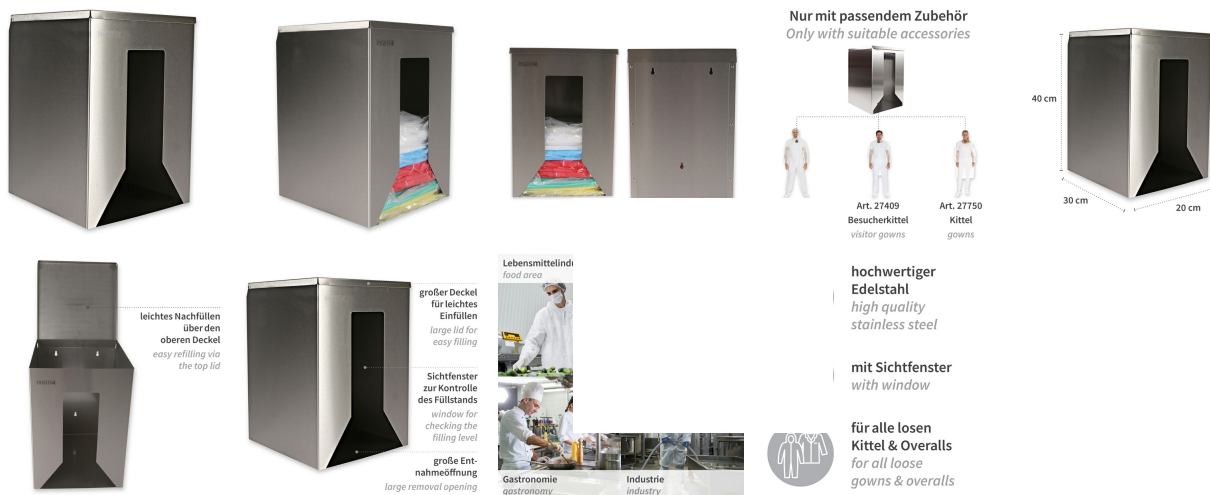 Nur mit passendem Zubehör
Only with suitable accessories
Art. 27409
Besucherkittel
visitor gowns
Art. 27750
Kittel
gowns
40 cm
30 cm
20 cm
leichtes Nachfüllen
über den
oberen Deckel
easy refilling via
the top lid
großer Deckel
für leichtes
Einfüllen
large lid for
easy filling
Sichtfenster
zur Kontrolle
des Füllstands
window for
checking the
filling level
große Ent-
nahmeöffnung
large removal opening
food area
Gastronomie
gastronomy
Industrie
industry
hochwertiger
Edelstahl
high quality
stainless steel
mit Sichtfenster
with window
für alle losen
Kittel & Overalls
for all loose
gowns & overalls